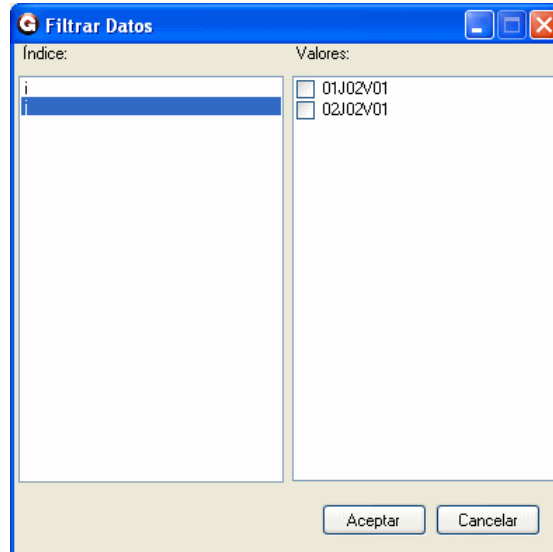 Filtrar Datos
Índice:
Valores:
i
j
01J02V01
02J02V01
Aceptar
Cancelar